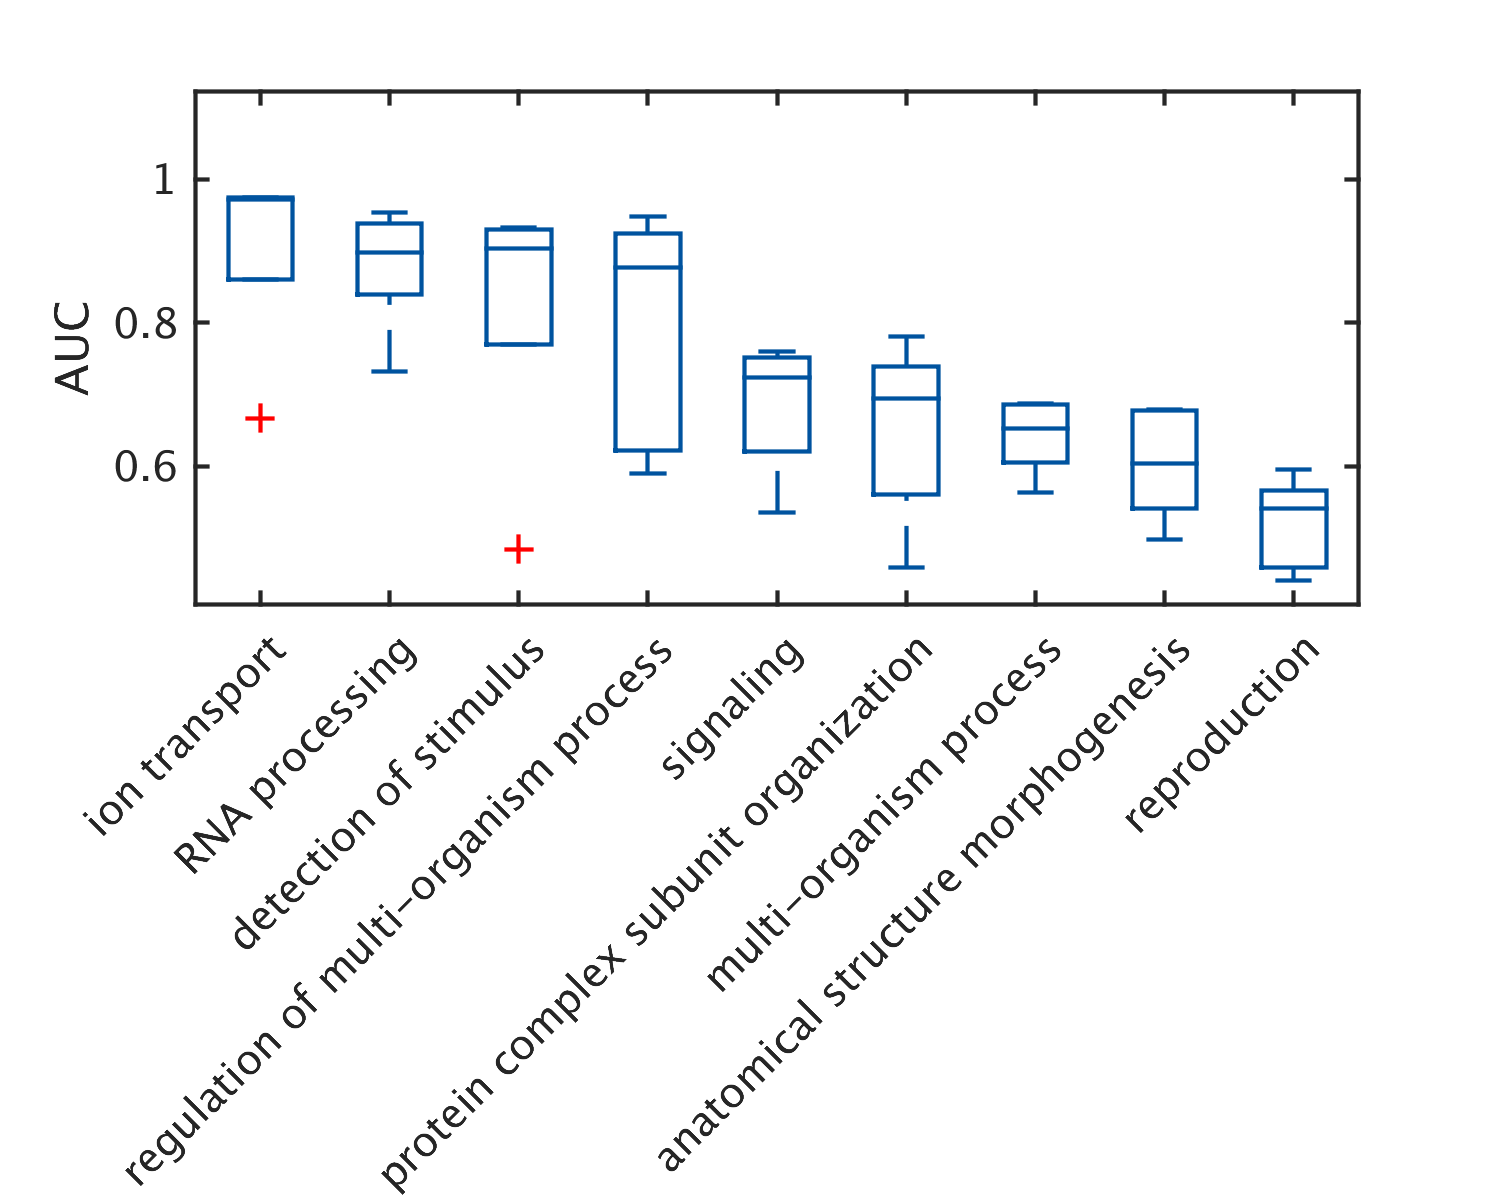 AUC
1
0.8
0.6
ion transport
RNA processing
detection of stimulus
regulation of multi−organism process
signaling
protein complex subunit organization
multi−organism process
anatomical structure morphogenesis
reproduction